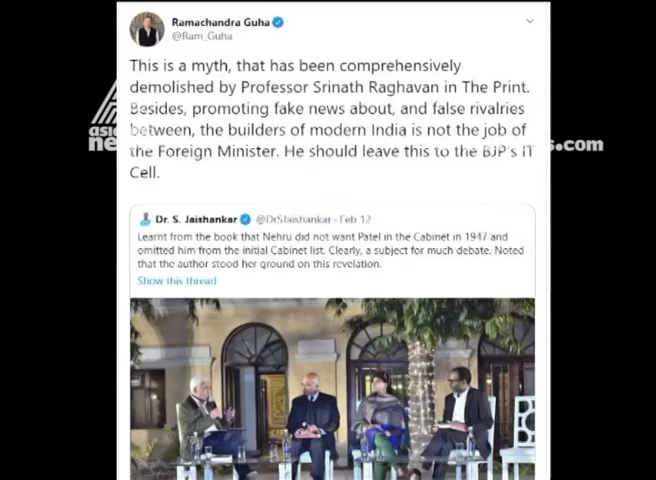 Ramachandra Guha
@Ram_Guha
This is a myth, that has been comprehensively
demolished by Professor Srinath Raghavan in The Print.
Besides, promoting fake news about, and false rivalries
between, the builders of modern India is not the job of
the Foreign Minister. He should leave this to the BJP's IT
Cell.
Dr. S. Jaishankar @DrSJaishankar · Feb 12
Learnt from the book that Nehru did not want Patel in the Cabinet in 1947 and
omitted him from the initial Cabinet list. Clearly, a subject for much debate. Noted
that the author stood her ground on this revelation.
Show this thread